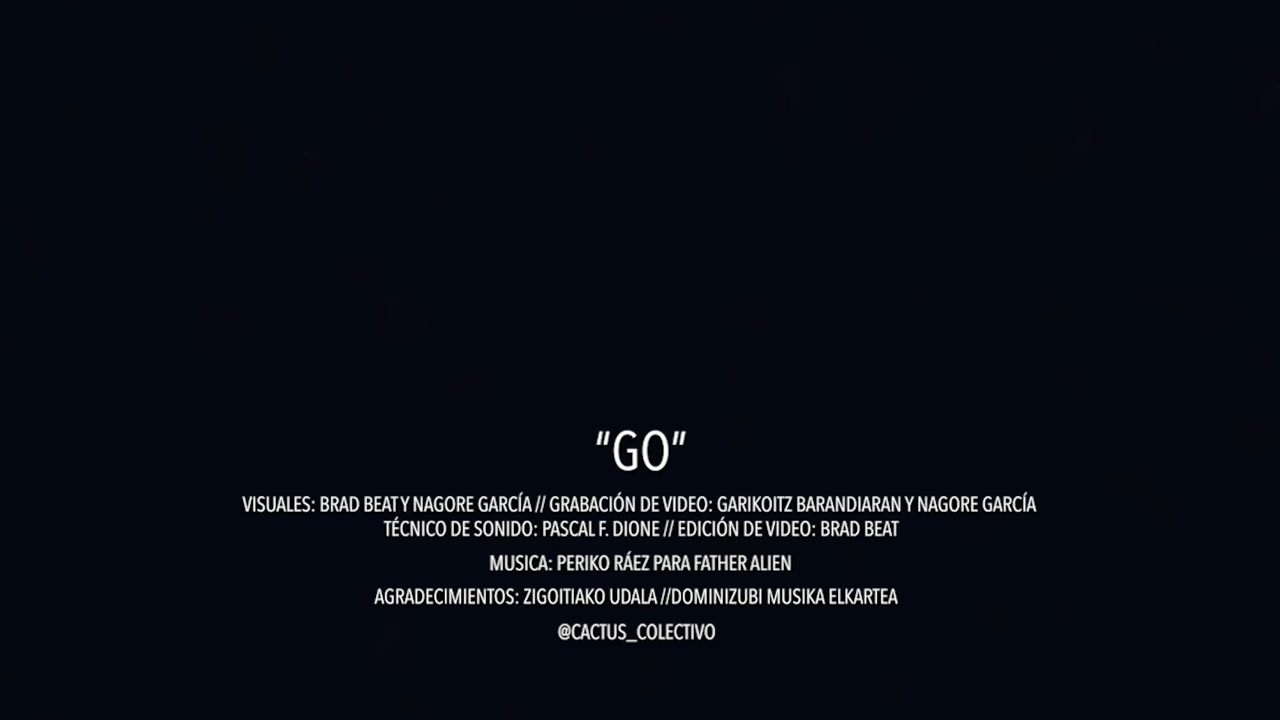 "GO"
VISUALES: BRAD BEAT Y NAGORE GARCÍA // GRABACIÓN DE VIDEO: GARIKOITZ BARANDIARAN Y NAGORE GARCÍA
TÉCNICO DE SONIDO: PASCAL F. DIONE // EDICIÓN DE VIDEO: BRAD BEAT
MUSICA: PERIKO RÁEZ PARA FATHER ALIEN
AGRADECIMIENTOS: ZIGOITIAKO UDALA //DOMINIZUBI MUSIKA ELKARTEA
@CACTUS_COLECTIVO